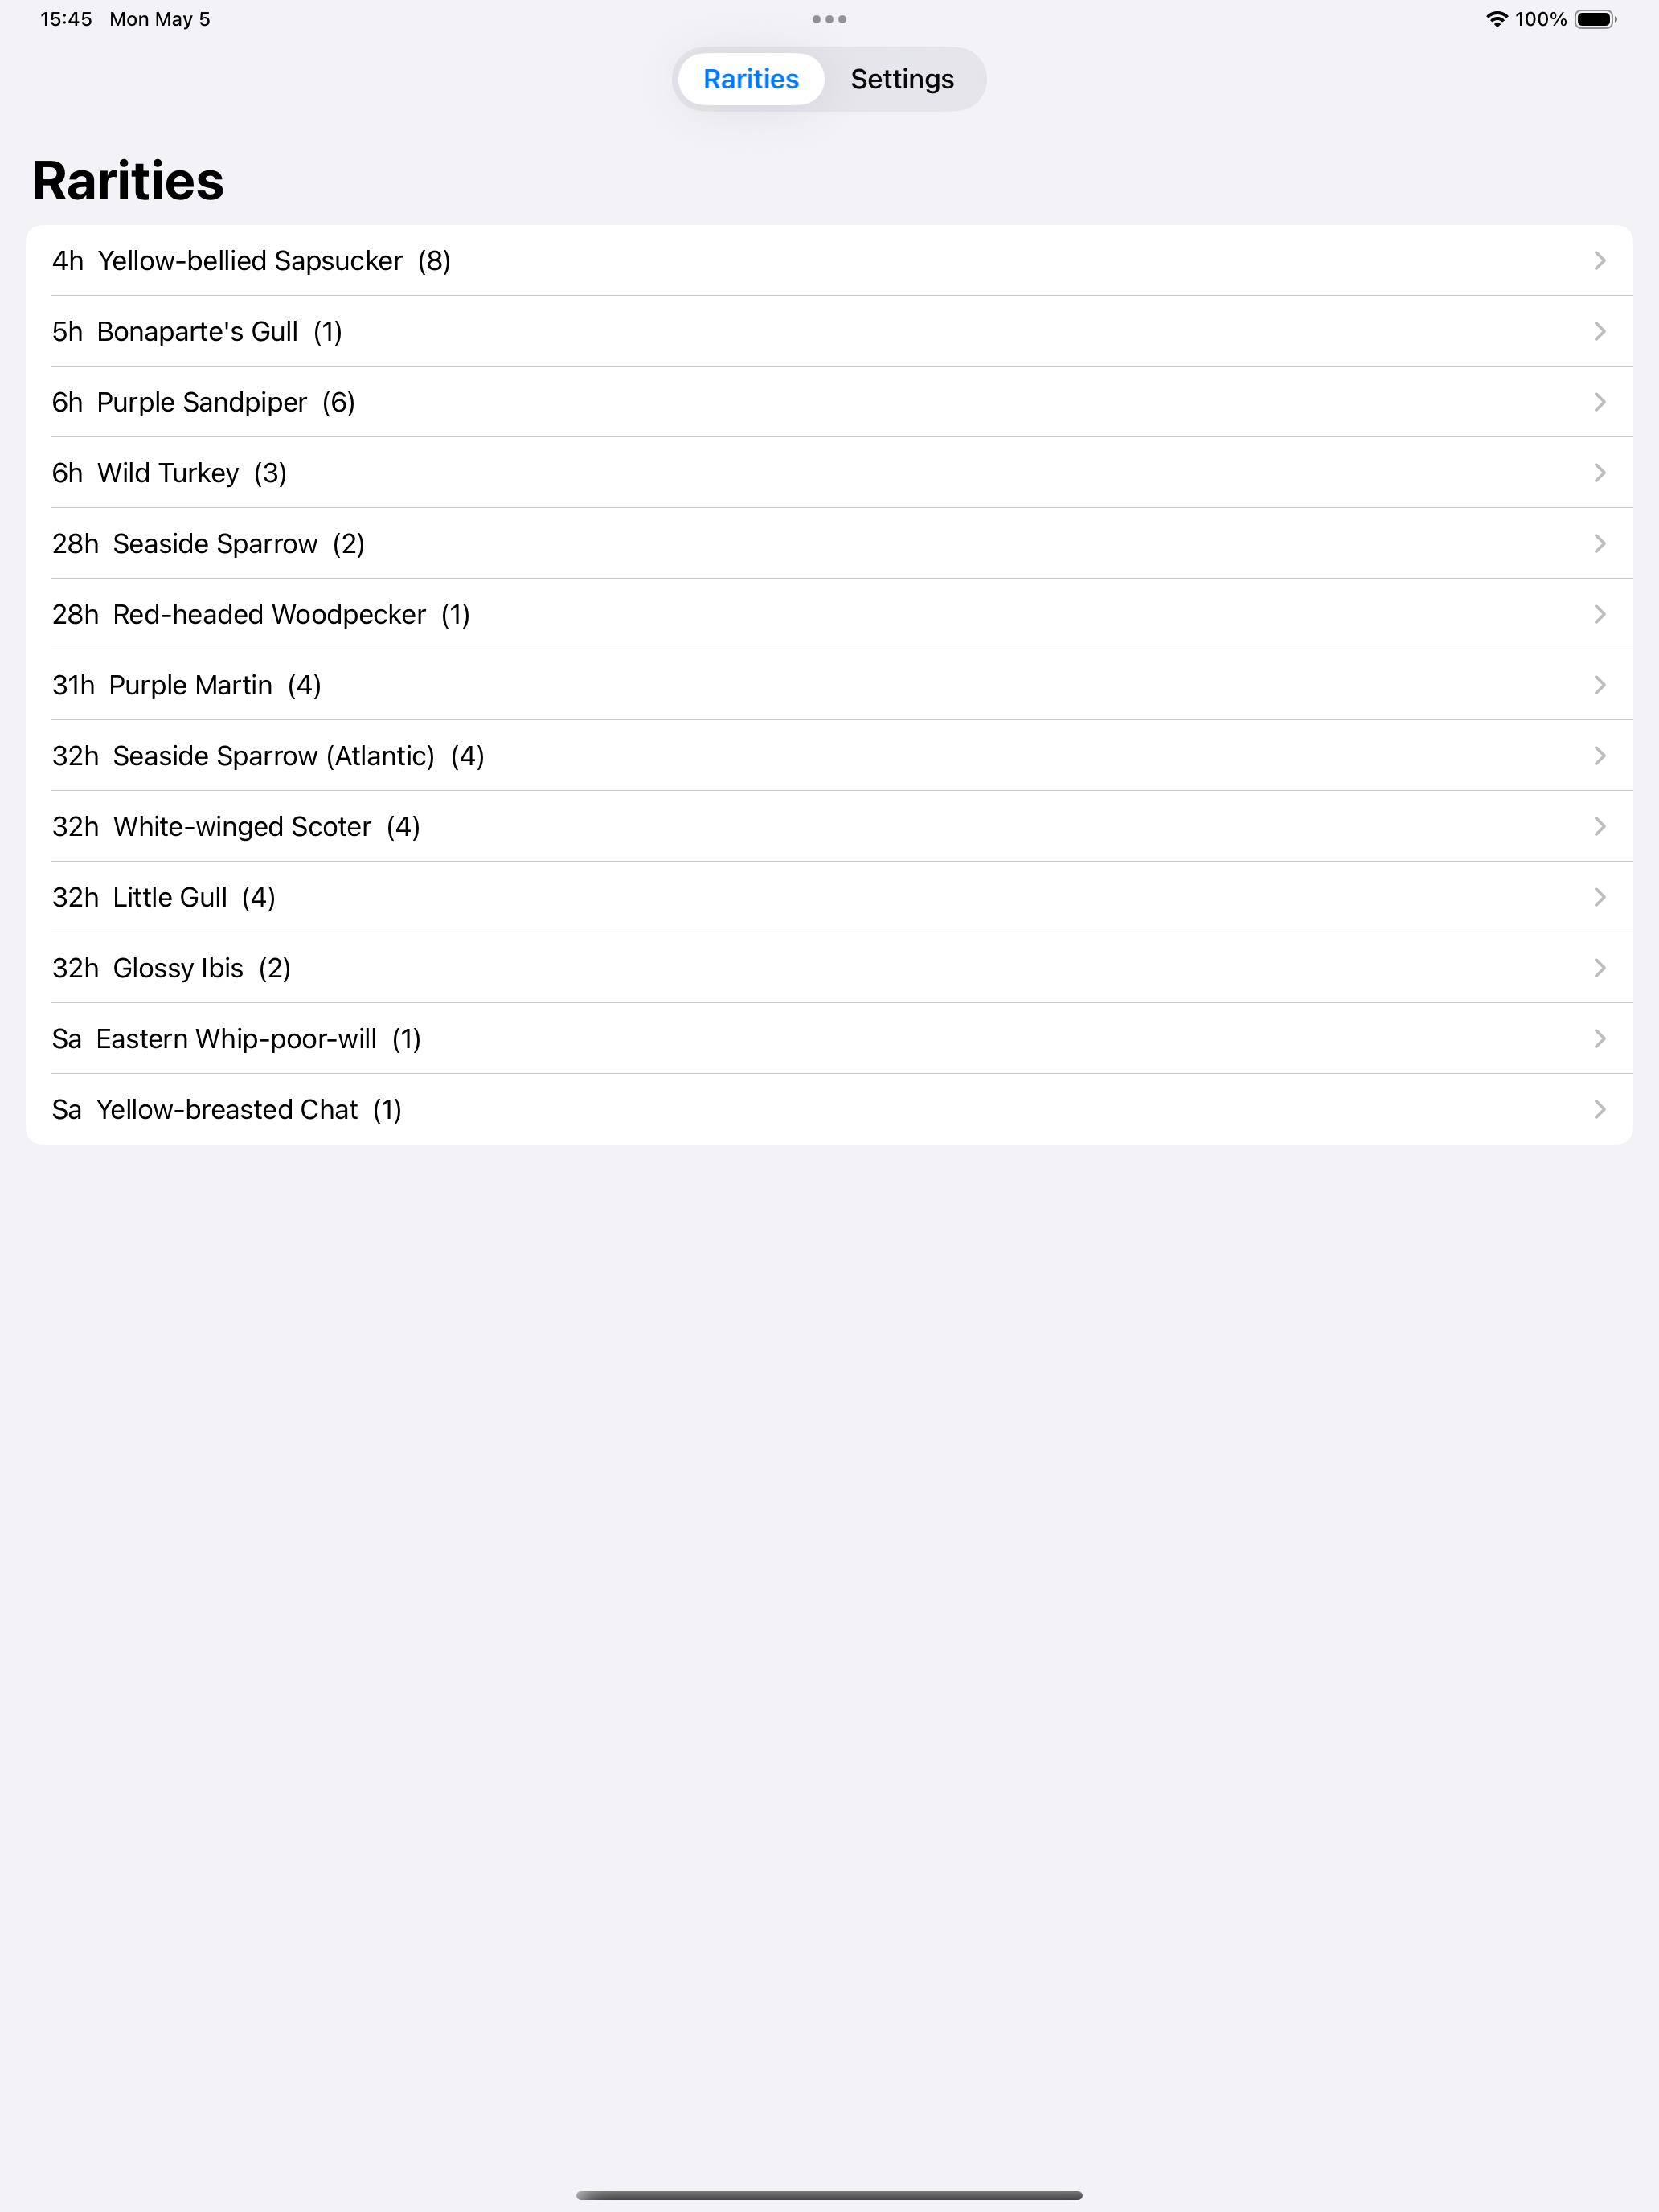 15:45 Mon May 5
100%
Rarities Settings
Rarities
4h Yellow-bellied Sapsucker (8)
5h Bonaparte's Gull (1)
6h Purple Sandpiper (6)
6h Wild Turkey (3)
28h Seaside Sparrow (2)
28h Red-headed Woodpecker (1)
31h Purple Martin (4)
32h Seaside Sparrow (Atlantic) (4)
32h White-winged Scoter (4)
32h Little Gull (4)
32h Glossy Ibis (2)
Sa Eastern Whip-poor-will (1)
Sa Yellow-breasted Chat (1)